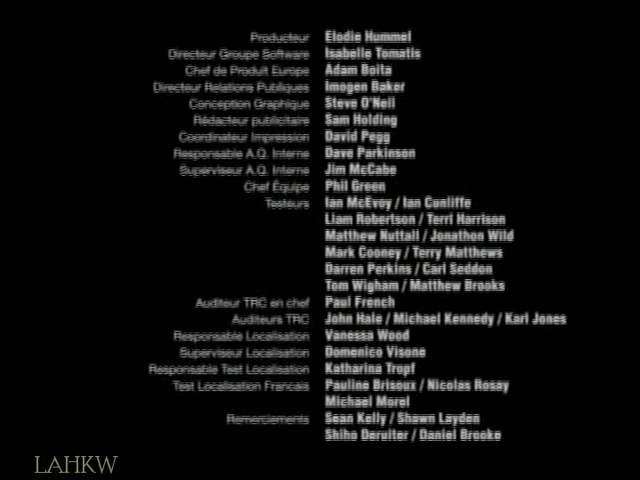 Producteur Elodie Hummel
Directeur Groupe Software Isabelle Tomatis
Chef de Produit Europe Adam Boita
Directeur Relations Publiques Imogen Baker
Conception Graphique Steve O'Neil
Rédacteur publicitaire Sam Holding
Coordinateur Impression David Pegg
Responsable A.Q. Interne Dave Parkinson
Superviseur A.Q. Interne Jim McCabe
Chef Équipe Phil Green
Testeurs Ian McEvoy / Ian Cunliffe
Liam Robertson / Terri Harrison
Matthew Nuttall / Jonathon Wild
Mark Cooney / Terry Matthews
Darren Perkins / Carl Seddon
Tom Wigham / Matthew Brooks
Auditeur TRC en chef Paul French
Auditeurs TRC John Hale / Michael Kennedy / Karl Jones
Responsable Localisation Vanessa Wood
Superviseur Localisation Domenico Visone
Responsable Test Localisation Katharina Tropf
Test Localisation Francais Pauline Brisoux / Nicolas Rosay
Michael Morel
Remerciements Sean Kelly / Shawn Layden
Shiho Deruiter / Daniel Brooke
LAHKW